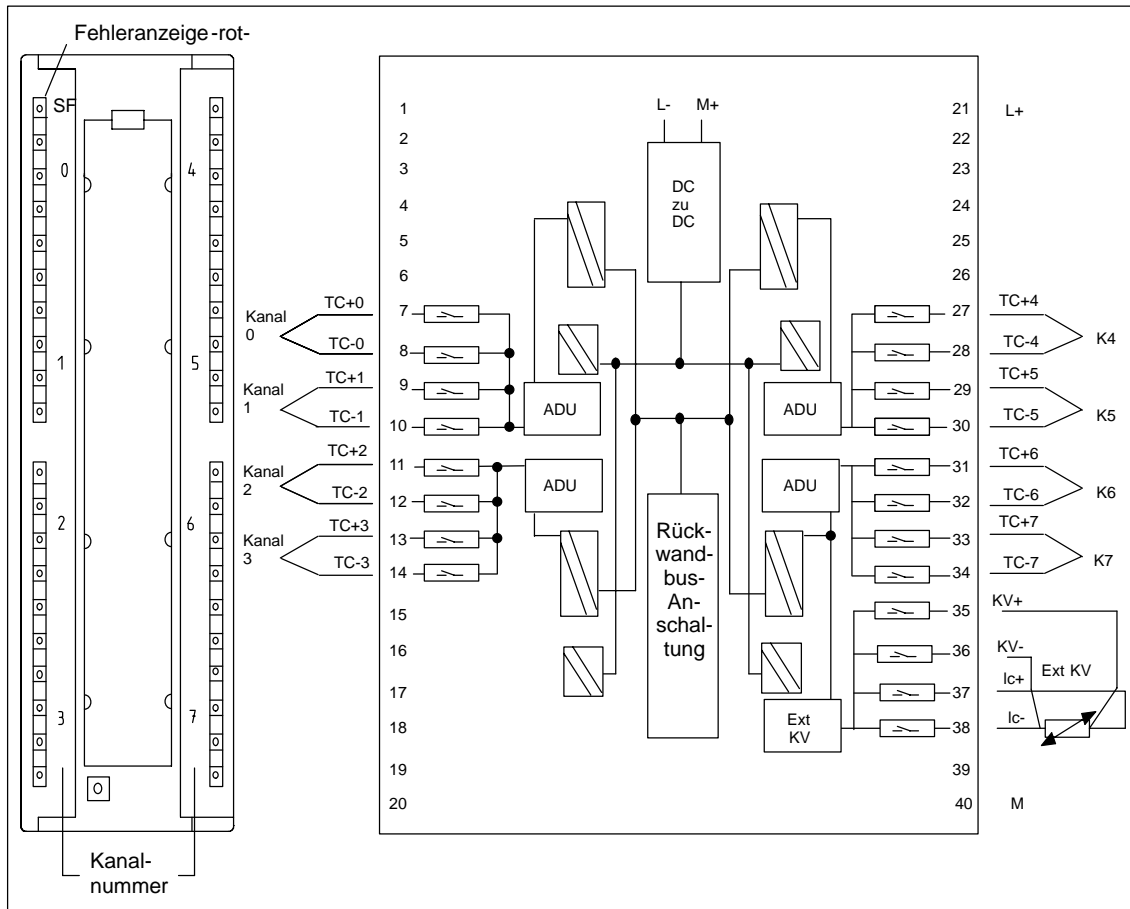 Fehleranzeige -rot-
SF
0
1
2
3
4
5
6
7
Kanal-
nummer
Kanal
0
TC+0
TC-0
Kanal
1
TC+1
TC-1
Kanal
2
TC+2
TC-2
Kanal
3
TC+3
TC-3
1
2
3
4
5
6
7
8
9
10
11
12
13
14
15
16
17
18
19
20
L-
M+
DC
zu
DC
ADU
ADU
ADU
ADU
Rück-
wand-
bus-
An-
schal-
tung
Ext
KV
21
22
23
24
25
26
27
28
29
30
31
32
33
34
35
36
37
38
39
40
L+
TC+4
TC-4
K4
TC+5
TC-5
K5
TC+6
TC-6
K6
TC+7
TC-7
K7
KV+
KV-
Ext KV
Ic+
Ic-
M